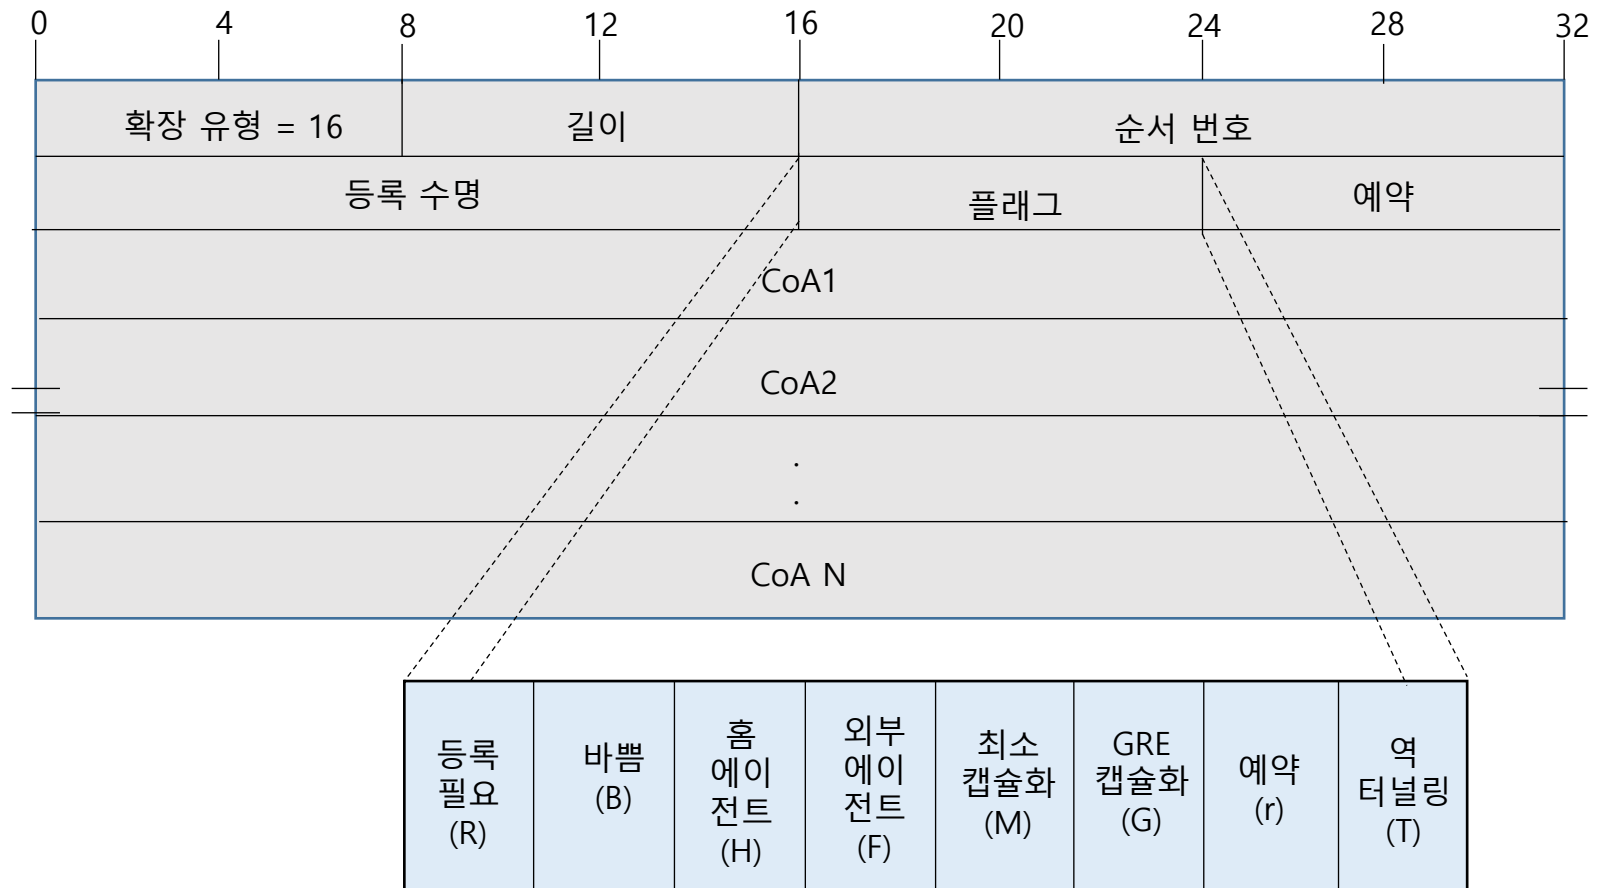 0 4 8 12 16 20 24 28 32
확장 유형 = 16 길이 순서 번호
등록 수명 플래그 예약
CoA1
CoA2
.
.
CoA N
등록
필요
(R)
바쁨
(B)
홈
에이
전트
(H)
외부
에이
전트
(F)
최소
캡슐화
(M)
GRE
캡슐화
(G)
예약
(r)
역
터널링
(T)